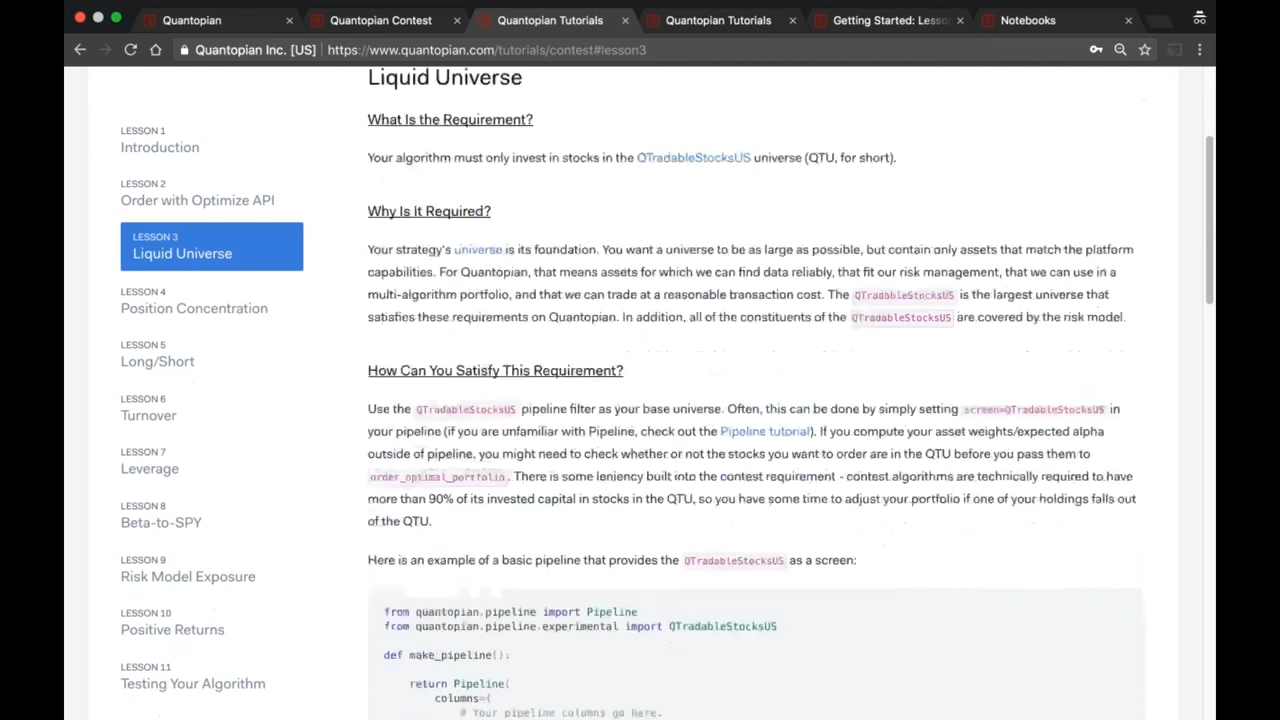 Quantopian
Quantopian Contest
Quantopian Tutorials
Quantopian Tutorials
Getting Started: Lesso
Notebooks
Quantopian Inc. [US] https://www.quantopian.com/tutorials/contest#lesson3
LESSON 1
Introduction
LESSON 2
Order with Optimize API
LESSON 3
Liquid Universe
LESSON 4
Position Concentration
LESSON 5
Long/Short
LESSON 6
Turnover
LESSON 7
Leverage
LESSON 8
Beta-to-SPY
LESSON 9
Risk Model Exposure
LESSON 10
Positive Returns
LESSON 11
Testing Your Algorithm
Liquid Universe
What Is the Requirement?
Your algorithm must only invest in stocks in the QTradableStocksUS universe (QTU, for short).
Why Is It Required?
Your strategy's universe is its foundation. You want a universe to be as large as possible, but contain only assets that match the platform
capabilities. For Quantopian, that means assets for which we can find data reliably, that fit our risk management, that we can use in a
multi-algorithm portfolio, and that we can trade at a reasonable transaction cost. The QTradableStocksUS is the largest universe that
satisfies these requirements on Quantopian. In addition, all of the constituents of the QTradableStocksUS are covered by the risk model.
How Can You Satisfy This Requirement?
Use the QTradableStocksUS pipeline filter as your base universe. Often, this can be done by simply setting screen=QTradableStocksUS in
your pipeline (if you are unfamiliar with Pipeline, check out the Pipeline tutorial). If you compute your asset weights/expected alpha
outside of pipeline, you might need to check whether or not the stocks you want to order are in the QTU before you pass them to
order_optimal_portfolio. There is some leniency built into the contest requirement - contest algorithms are technically required to have
more than 90% of its invested capital in stocks in the QTU, so you have some time to adjust your portfolio if one of your holdings falls out
of the QTU.
Here is an example of a basic pipeline that provides the QTradableStocksUS as a screen:
from quantopian.pipeline import Pipeline
from quantopian.pipeline.experimental import QTradableStocksUS
def make_pipeline():
return Pipeline(
columns={
# Your pipeline columns go here.